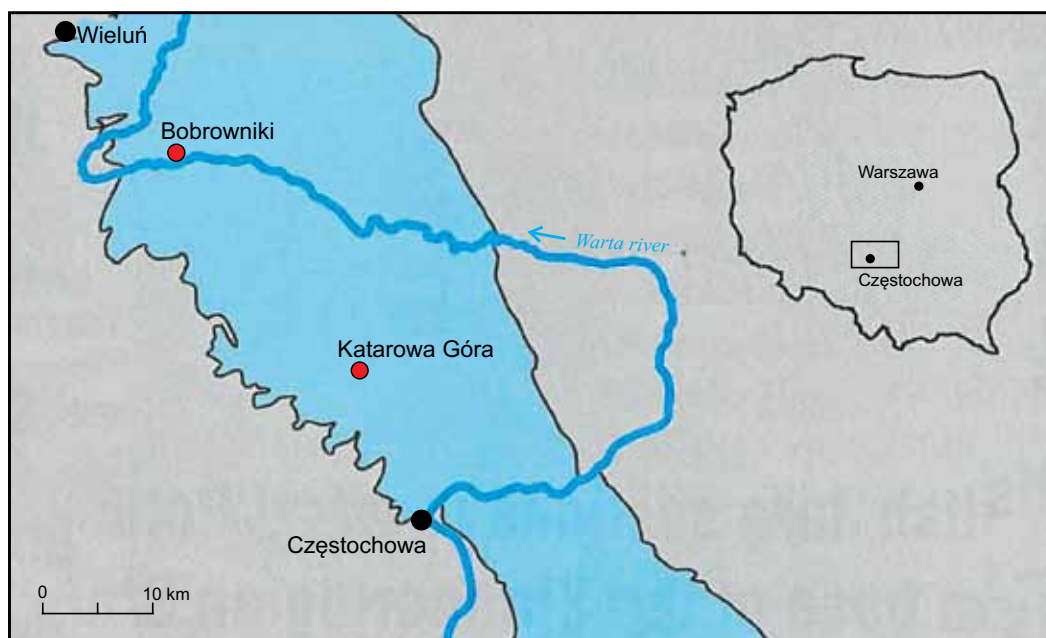 Wieluń
Bobrowniki
Warszawa
Warta river
Częstochowa
Katarowa Góra
Częstochowa
0 10 km